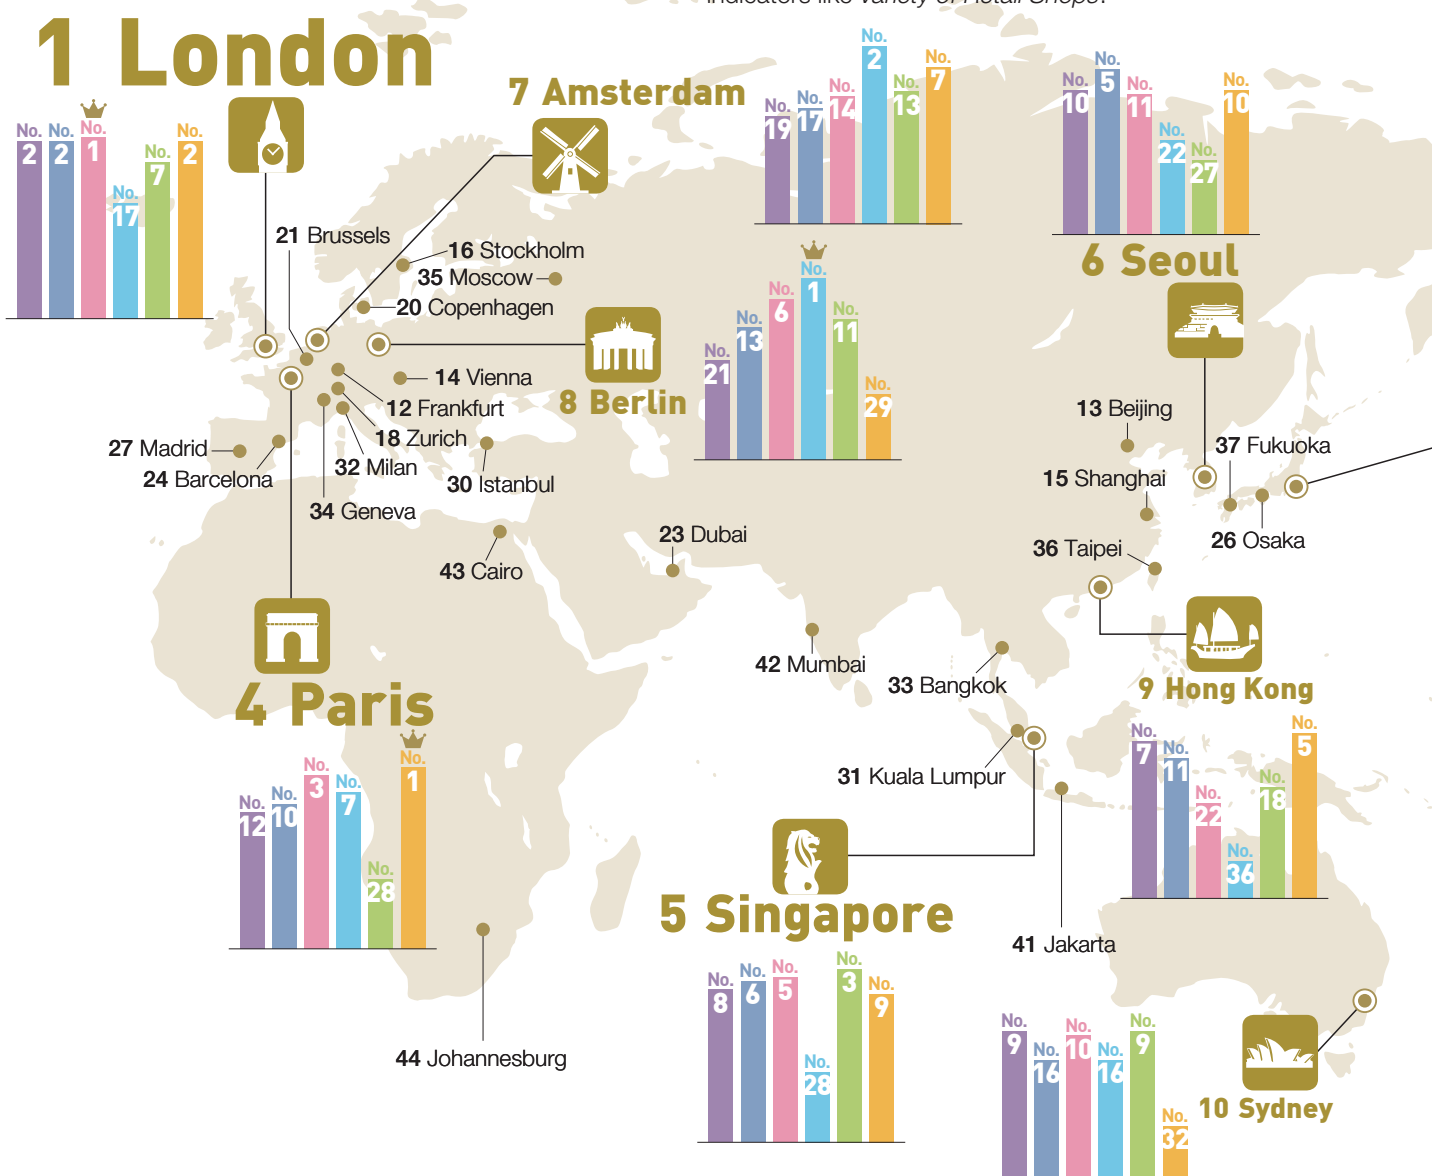 indicators like variety of Retail Shops.
1 London
No. 2
No. 2
No. 1
No. 17
No. 7
No. 2
7 Amsterdam
No. 19
No. 17
No. 14
No. 2
No. 13
No. 7
No. 10
No. 5
No. 11
No. 22
No. 27
No. 10
6 Seoul
21 Brussels
16 Stockholm
35 Moscow
20 Copenhagen
14 Vienna
12 Frankfurt
18 Zurich
32 Milan
27 Madrid
24 Barcelona
30 Istanbul
34 Geneva
43 Cairo
8 Berlin
No. 21
No. 13
No. 6
No. 1
No. 11
No. 29
23 Dubai
42 Mumbai
33 Bangkok
31 Kuala Lumpur
13 Beijing
37 Fukuoka
15 Shanghai
26 Osaka
36 Taipei
9 Hong Kong
No. 7
No. 11
No. 22
No. 36
No. 18
No. 5
4 Paris
No. 12
No. 10
No. 3
No. 7
No. 28
No. 1
5 Singapore
No. 8
No. 6
No. 5
No. 28
No. 3
No. 9
41 Jakarta
44 Johannesburg
No. 9
No. 16
No. 10
No. 16
No. 9
No. 32
10 Sydney